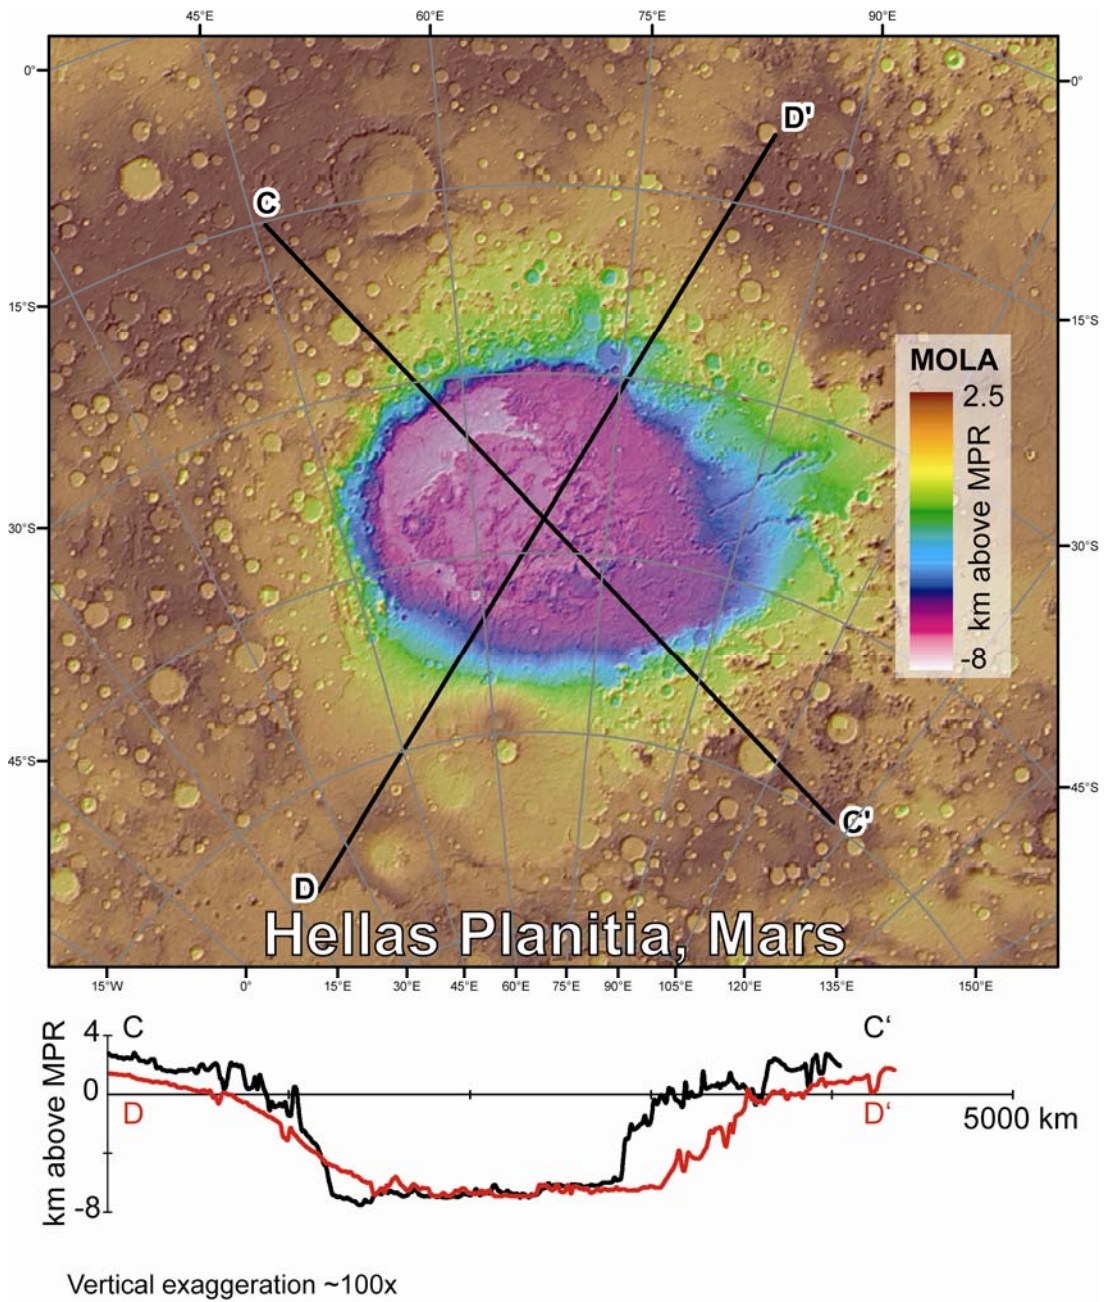 45°E 60°E 75°E 90°E
0° 0°
D'
C
15°S 15°S
MOLA
2.5
km above MPR
-8
30°S 30°S
45°S 45°S
C'
D
Hellas Planitia, Mars
15°W 0° 15°E 30°E 45°E 60°E 75°E 90°E 105°E 120°E 135°E 150°E
km above MPR
4 C C‘
0
D D‘ 5000 km
-8
Vertical exaggeration ~100x